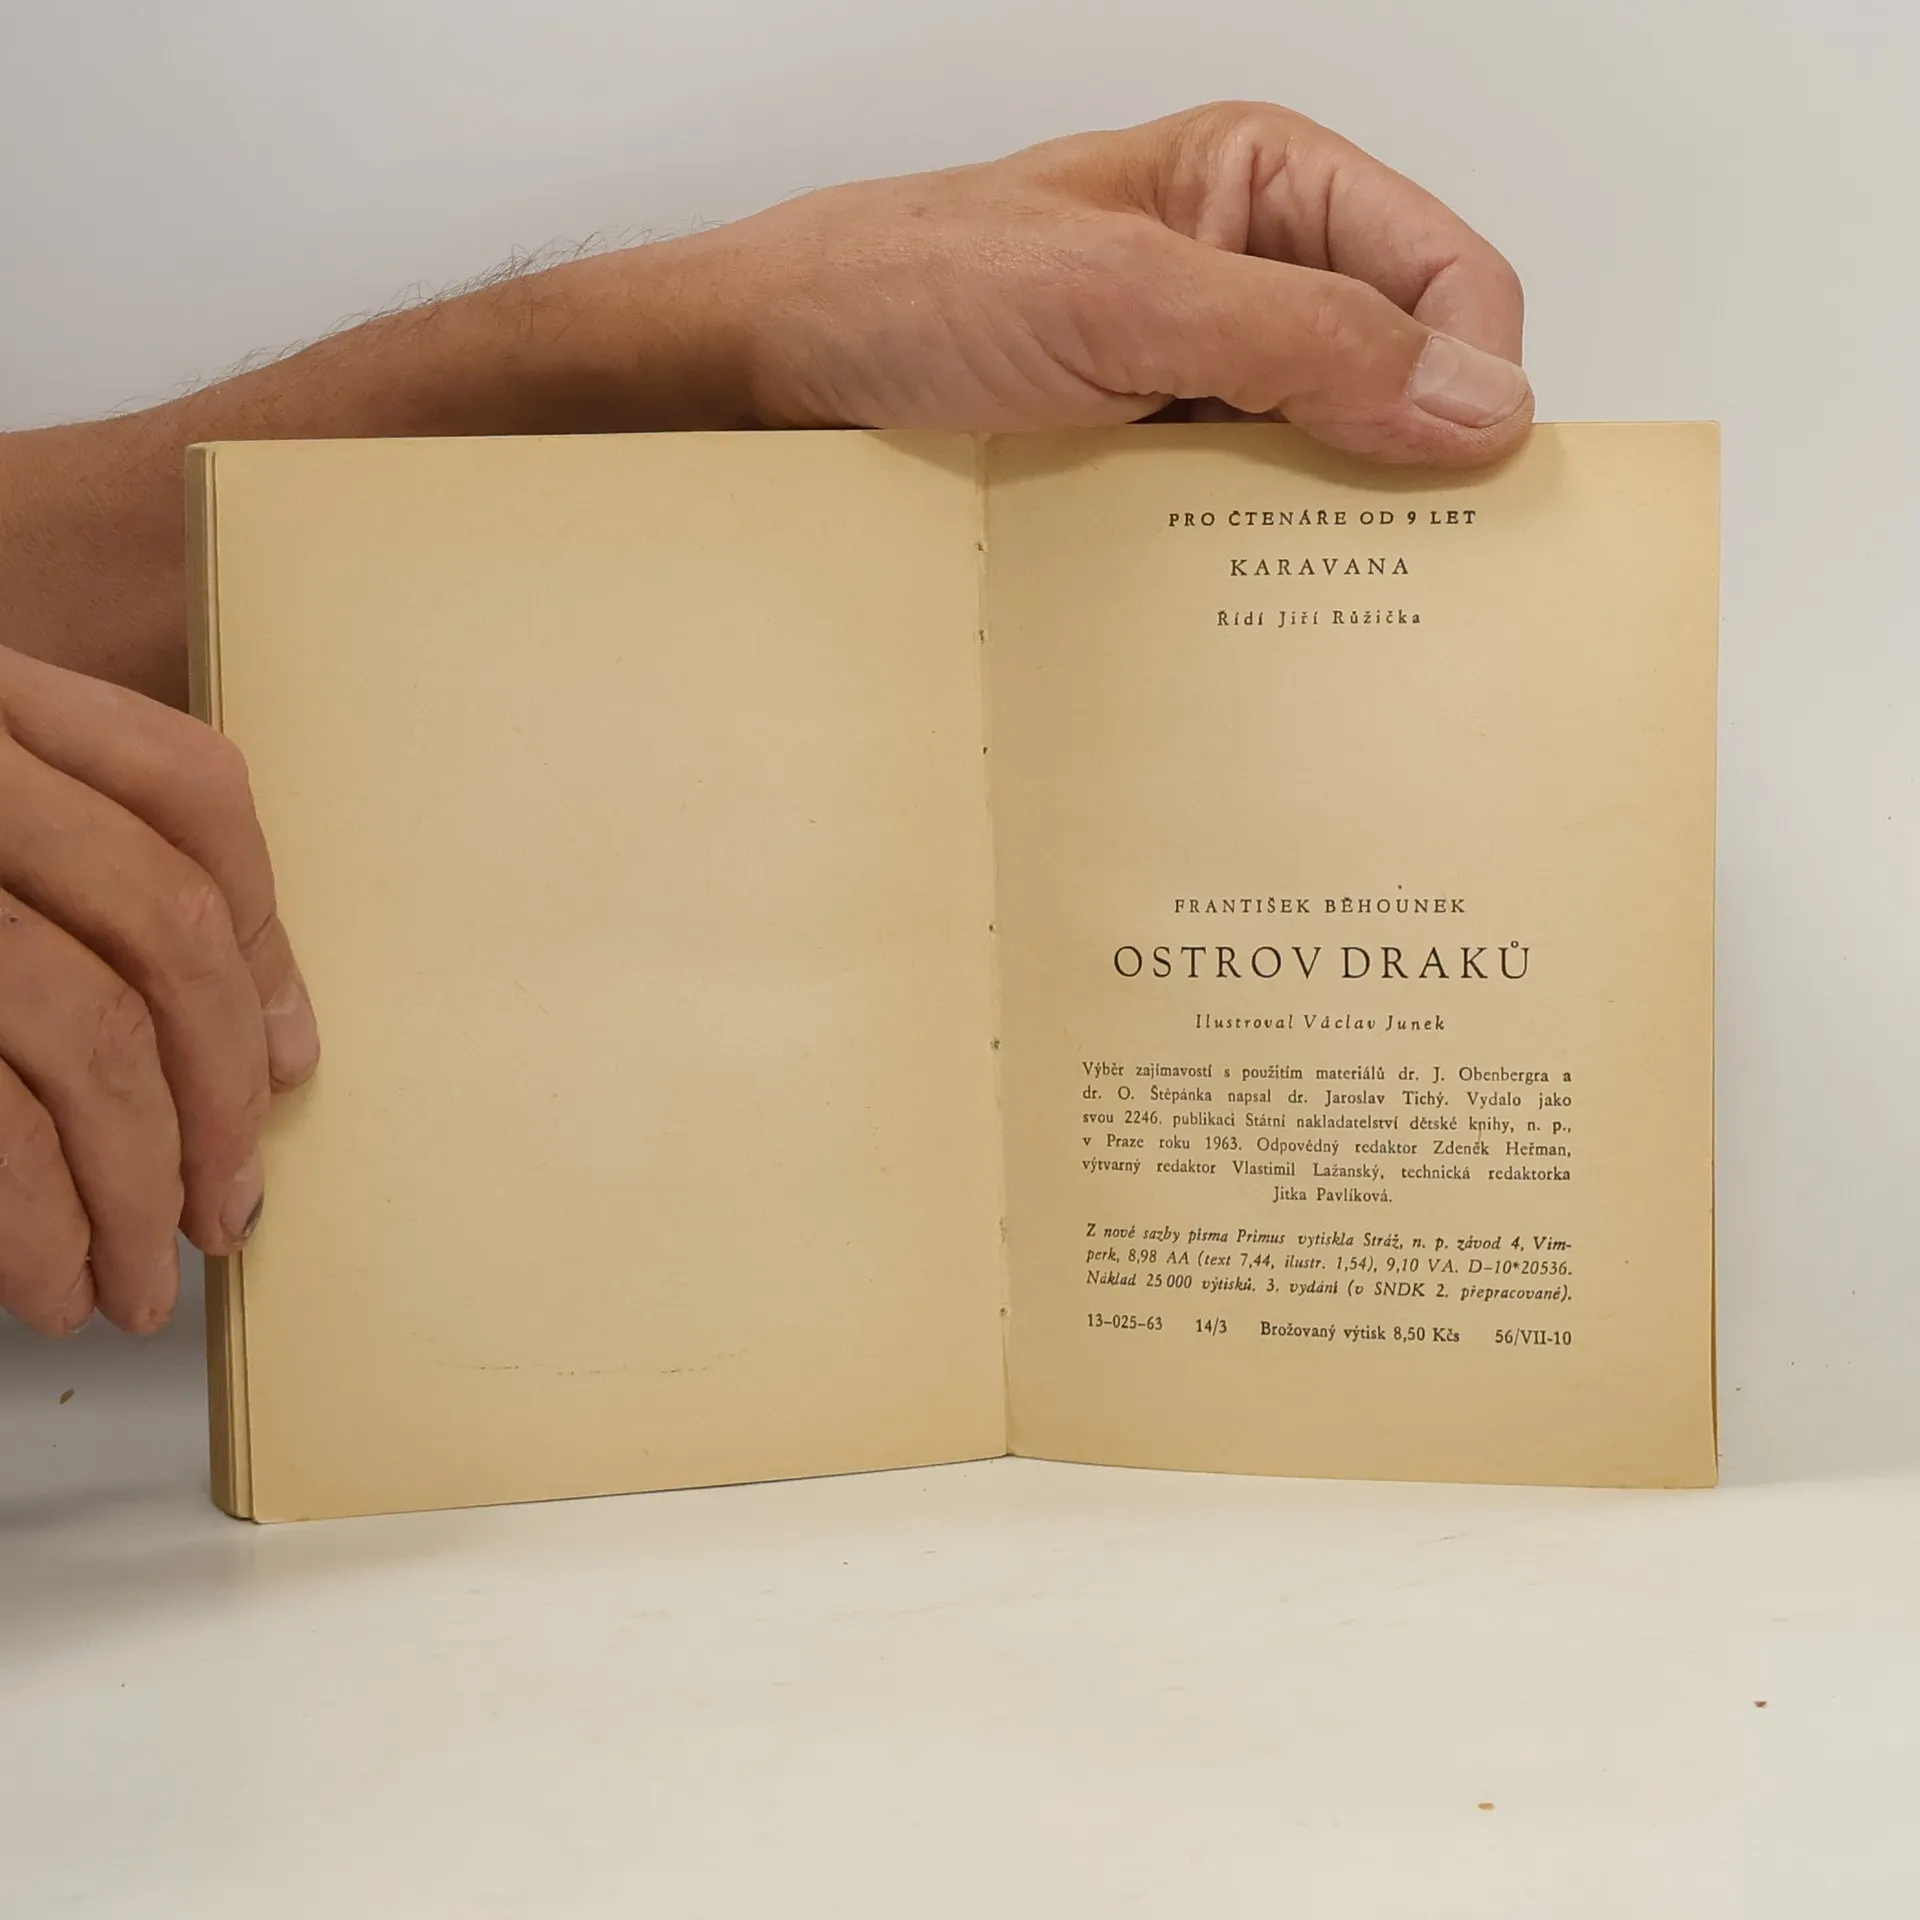 PRO ČTENÁŘE OD 9 LET
KARAVANA
Řídí Jiří Růžička
FRANTIŠEK BĚHOUNEK
OSTROV DRAKŮ
Ilustroval Václav Junek
Výběr zajímavostí s použitím materiálů dr. J. Obenbergra a
dr. O. Štěpánka napsal dr. Jaroslav Tichý. Vydalo jako
svou 2246. publikaci Státní nakladatelství dětské knihy, n. p.,
v Praze roku 1963. Odpovědný redaktor Zdeněk Heřman,
výtvarný redaktor Vlastimil Lažanský, technická redaktorka
Jitka Pavlíková.
Z nové sazby písma Primus vytiskla Stráž, n. p. závod 4, Vim-
perk, 8,98 AA (text 7,44, ilustr. 1,54), 9,10 VA. D-10*20536.
Náklad 25 000 výtisků. 3. vydání (v SNDK 2. přepracované).
13-025-63 14/3 Brožovaný výtisk 8,50 Kčs 56/VII-10